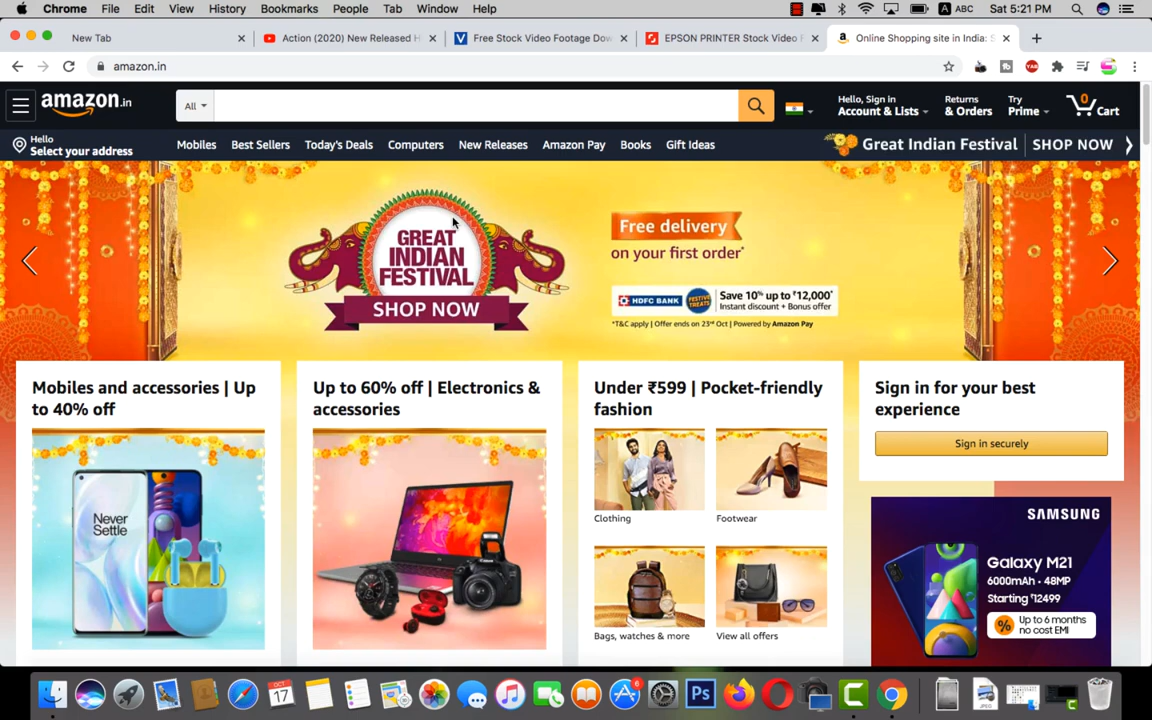 Chrome File Edit View History Bookmarks People Tab Window Help
A ABC Sat 5:21 PM
New Tab
Action (2020) New Released H
Free Stock Video Footage Dow
EPSON PRINTER Stock Video F
Online Shopping site in India: S
amazon.in
amazon.in
All
Hello, Sign in
Account & Lists
Returns
& Orders
Try
Prime
0
Cart
Hello
Select your address
Mobiles Best Sellers Today's Deals Computers New Releases Amazon Pay Books Gift Ideas
Great Indian Festival SHOP NOW
GREAT
INDIAN
FESTIVAL
SHOP NOW
Free delivery
on your first order*
HDFC BANK FESTIVE TREATS
Save 10% up to ₹12,000*
Instant discount + Bonus offer
*T&C apply | Offer ends on 23rd Oct | Powered by Amazon Pay
Mobiles and accessories | Up
to 40% off
Never
Settle
Up to 60% off | Electronics &
accessories
Under ₹599 | Pocket-friendly
fashion
Clothing
Footwear
Bags, watches & more
View all offers
Sign in for your best
experience
Sign in securely
SAMSUNG
Galaxy M21
6000mAh · 48MP
Starting ₹12499
% Up to 6 months
no cost EMI
OCT
17
6
Ps